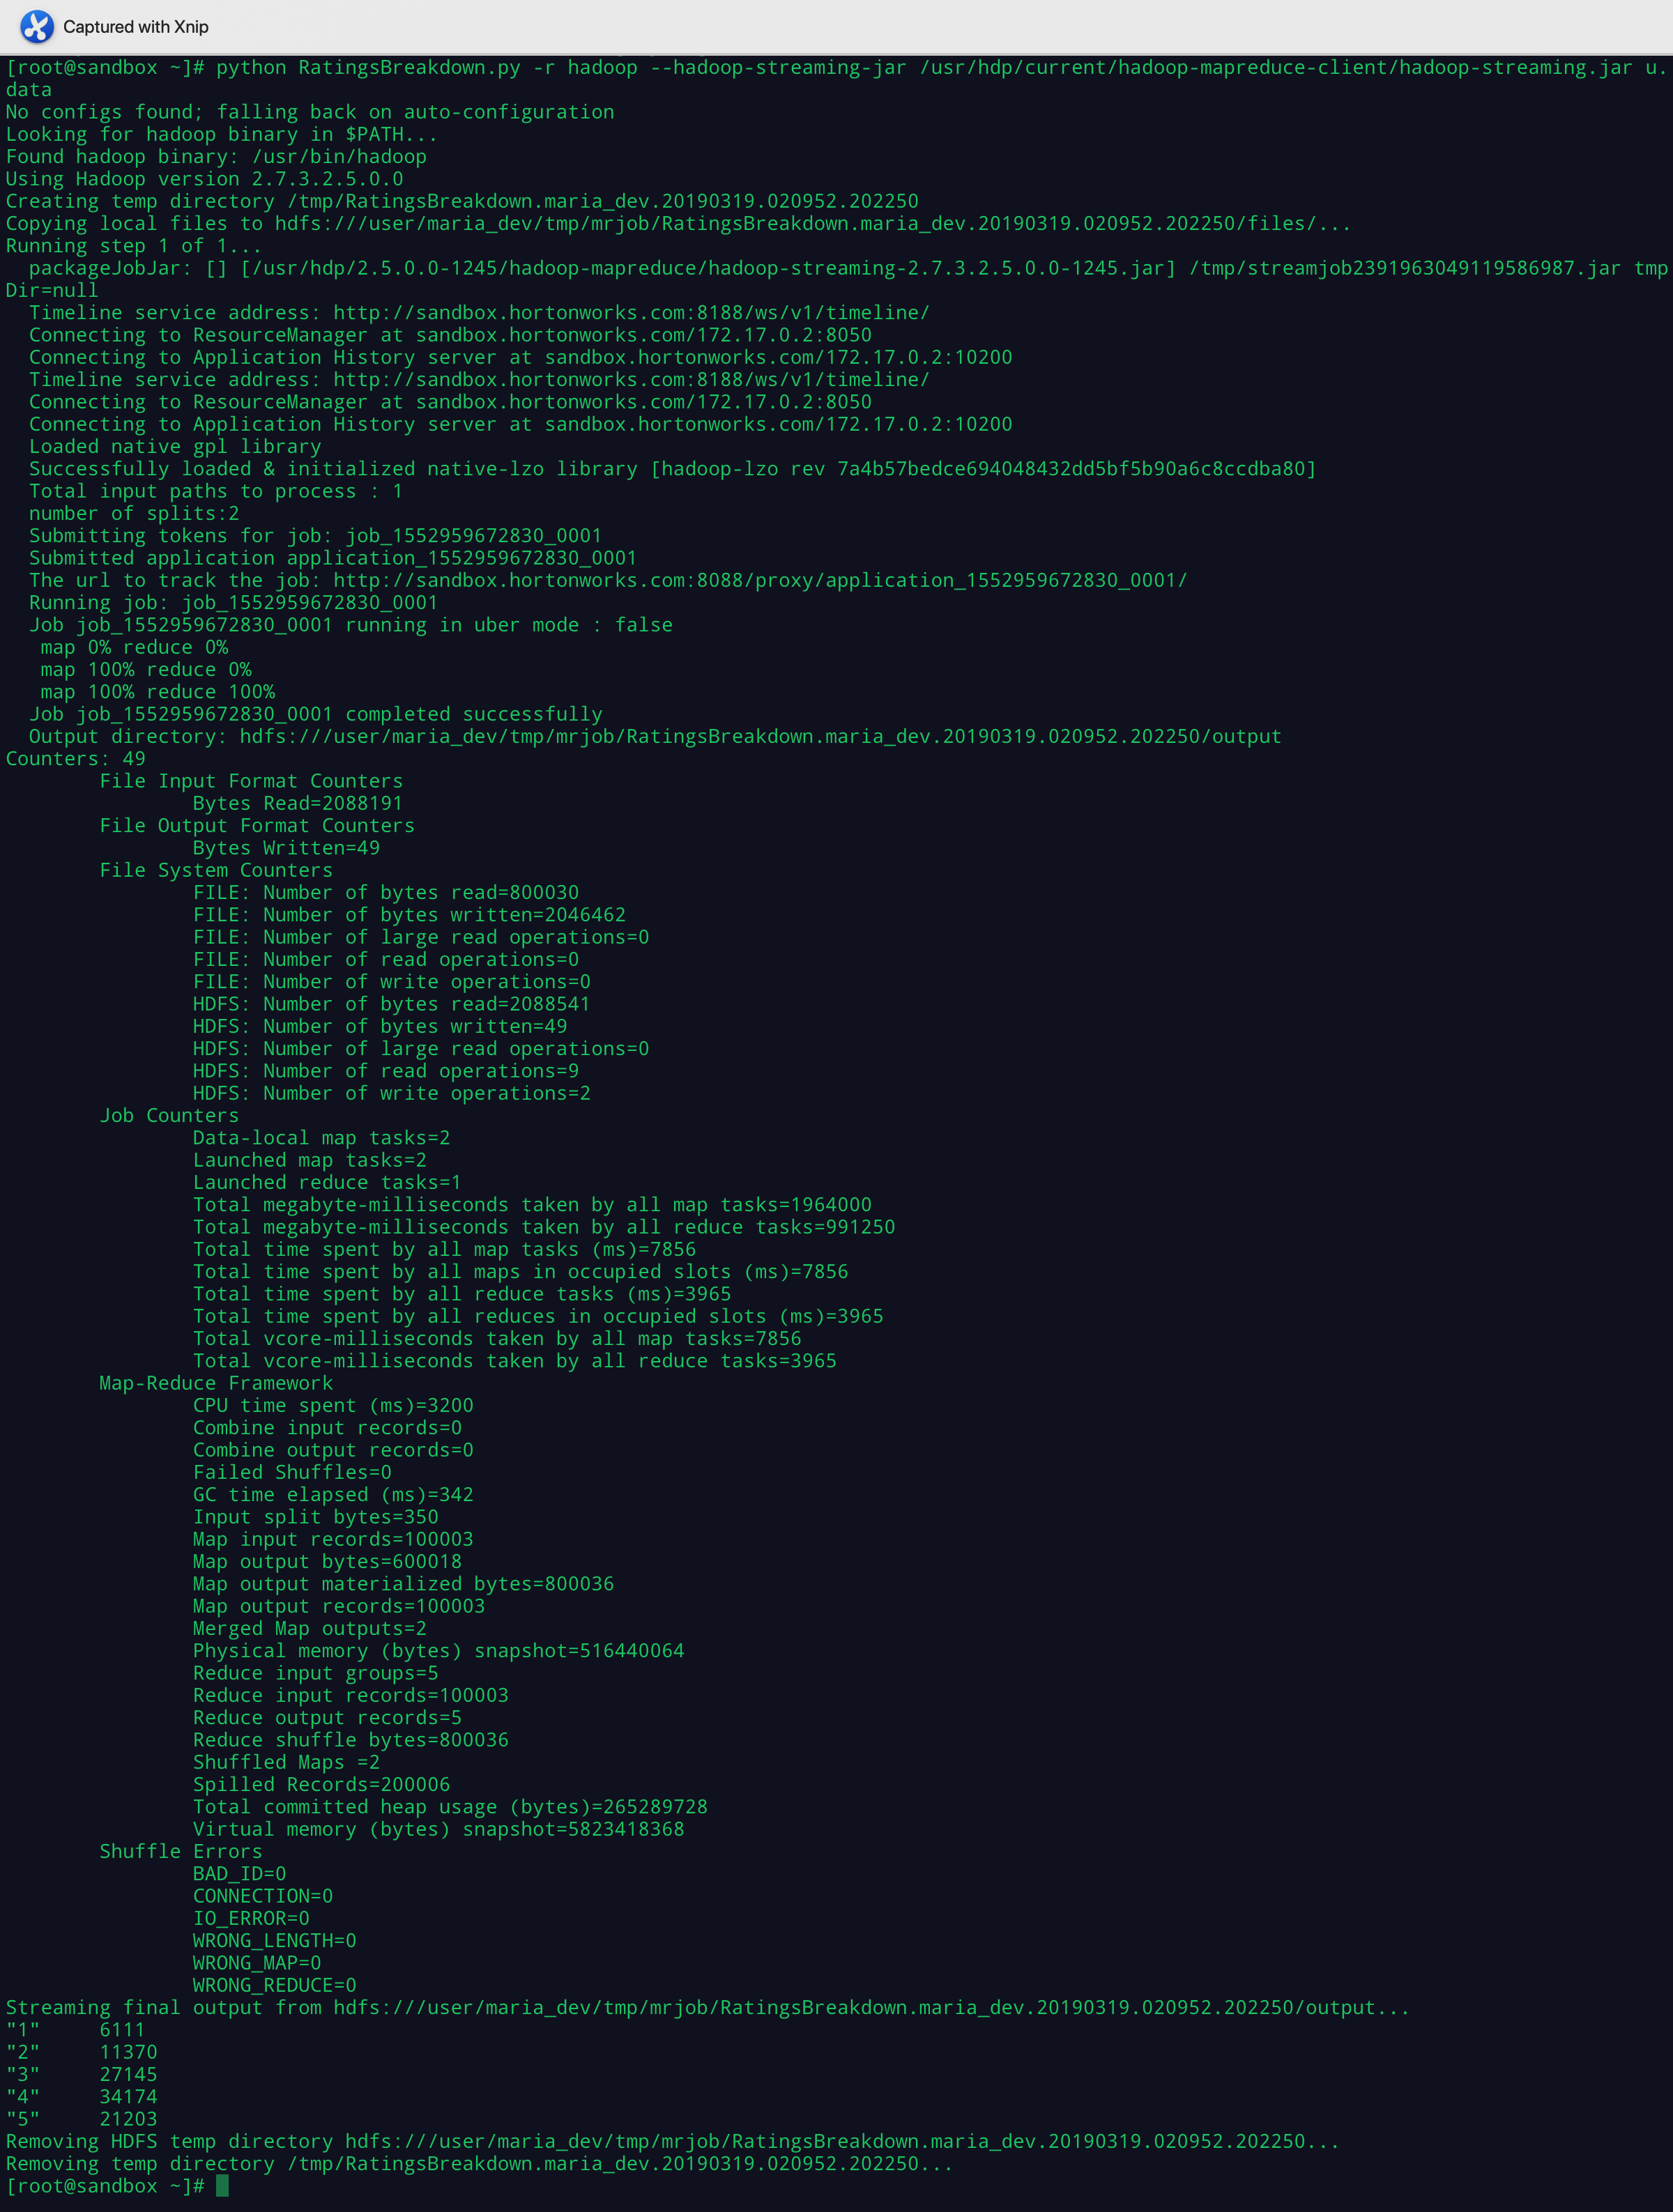 Captured with Xnip
[root@sandbox ~]# python RatingsBreakdown.py -r hadoop --hadoop-streaming-jar /usr/hdp/current/hadoop-mapreduce-client/hadoop-streaming.jar u.
data
No configs found; falling back on auto-configuration
Looking for hadoop binary in $PATH...
Found hadoop binary: /usr/bin/hadoop
Using Hadoop version 2.7.3.2.5.0.0
Creating temp directory /tmp/RatingsBreakdown.maria_dev.20190319.020952.202250
Copying local files to hdfs:///user/maria_dev/tmp/mrjob/RatingsBreakdown.maria_dev.20190319.020952.202250/files/...
Running step 1 of 1...
  packageJobJar: [] [/usr/hdp/2.5.0.0-1245/hadoop-mapreduce/hadoop-streaming-2.7.3.2.5.0.0-1245.jar] /tmp/streamjob2391963049119586987.jar tmp
Dir=null
  Timeline service address: http://sandbox.hortonworks.com:8188/ws/v1/timeline/
  Connecting to ResourceManager at sandbox.hortonworks.com/172.17.0.2:8050
  Connecting to Application History server at sandbox.hortonworks.com/172.17.0.2:10200
  Timeline service address: http://sandbox.hortonworks.com:8188/ws/v1/timeline/
  Connecting to ResourceManager at sandbox.hortonworks.com/172.17.0.2:8050
  Connecting to Application History server at sandbox.hortonworks.com/172.17.0.2:10200
  Loaded native gpl library
  Successfully loaded & initialized native-lzo library [hadoop-lzo rev 7a4b57bedce694048432dd5bf5b90a6c8ccdba80]
  Total input paths to process : 1
  number of splits:2
  Submitting tokens for job: job_1552959672830_0001
  Submitted application application_1552959672830_0001
  The url to track the job: http://sandbox.hortonworks.com:8088/proxy/application_1552959672830_0001/
  Running job: job_1552959672830_0001
  Job job_1552959672830_0001 running in uber mode : false
   map 0% reduce 0%
   map 100% reduce 0%
   map 100% reduce 100%
  Job job_1552959672830_0001 completed successfully
  Output directory: hdfs:///user/maria_dev/tmp/mrjob/RatingsBreakdown.maria_dev.20190319.020952.202250/output
Counters: 49
        File Input Format Counters
                Bytes Read=2088191
        File Output Format Counters
                Bytes Written=49
        File System Counters
                FILE: Number of bytes read=800030
                FILE: Number of bytes written=2046462
                FILE: Number of large read operations=0
                FILE: Number of read operations=0
                FILE: Number of write operations=0
                HDFS: Number of bytes read=2088541
                HDFS: Number of bytes written=49
                HDFS: Number of large read operations=0
                HDFS: Number of read operations=9
                HDFS: Number of write operations=2
        Job Counters
                Data-local map tasks=2
                Launched map tasks=2
                Launched reduce tasks=1
                Total megabyte-milliseconds taken by all map tasks=1964000
                Total megabyte-milliseconds taken by all reduce tasks=991250
                Total time spent by all map tasks (ms)=7856
                Total time spent by all maps in occupied slots (ms)=7856
                Total time spent by all reduce tasks (ms)=3965
                Total time spent by all reduces in occupied slots (ms)=3965
                Total vcore-milliseconds taken by all map tasks=7856
                Total vcore-milliseconds taken by all reduce tasks=3965
        Map-Reduce Framework
                CPU time spent (ms)=3200
                Combine input records=0
                Combine output records=0
                Failed Shuffles=0
                GC time elapsed (ms)=342
                Input split bytes=350
                Map input records=100003
                Map output bytes=600018
                Map output materialized bytes=800036
                Map output records=100003
                Merged Map outputs=2
                Physical memory (bytes) snapshot=516440064
                Reduce input groups=5
                Reduce input records=100003
                Reduce output records=5
                Reduce shuffle bytes=800036
                Shuffled Maps =2
                Spilled Records=200006
                Total committed heap usage (bytes)=265289728
                Virtual memory (bytes) snapshot=5823418368
        Shuffle Errors
                BAD_ID=0
                CONNECTION=0
                IO_ERROR=0
                WRONG_LENGTH=0
                WRONG_MAP=0
                WRONG_REDUCE=0
Streaming final output from hdfs:///user/maria_dev/tmp/mrjob/RatingsBreakdown.maria_dev.20190319.020952.202250/output...
"1"     6111
"2"     11370
"3"     27145
"4"     34174
"5"     21203
Removing HDFS temp directory hdfs:///user/maria_dev/tmp/mrjob/RatingsBreakdown.maria_dev.20190319.020952.202250...
Removing temp directory /tmp/RatingsBreakdown.maria_dev.20190319.020952.202250...
[root@sandbox ~]#